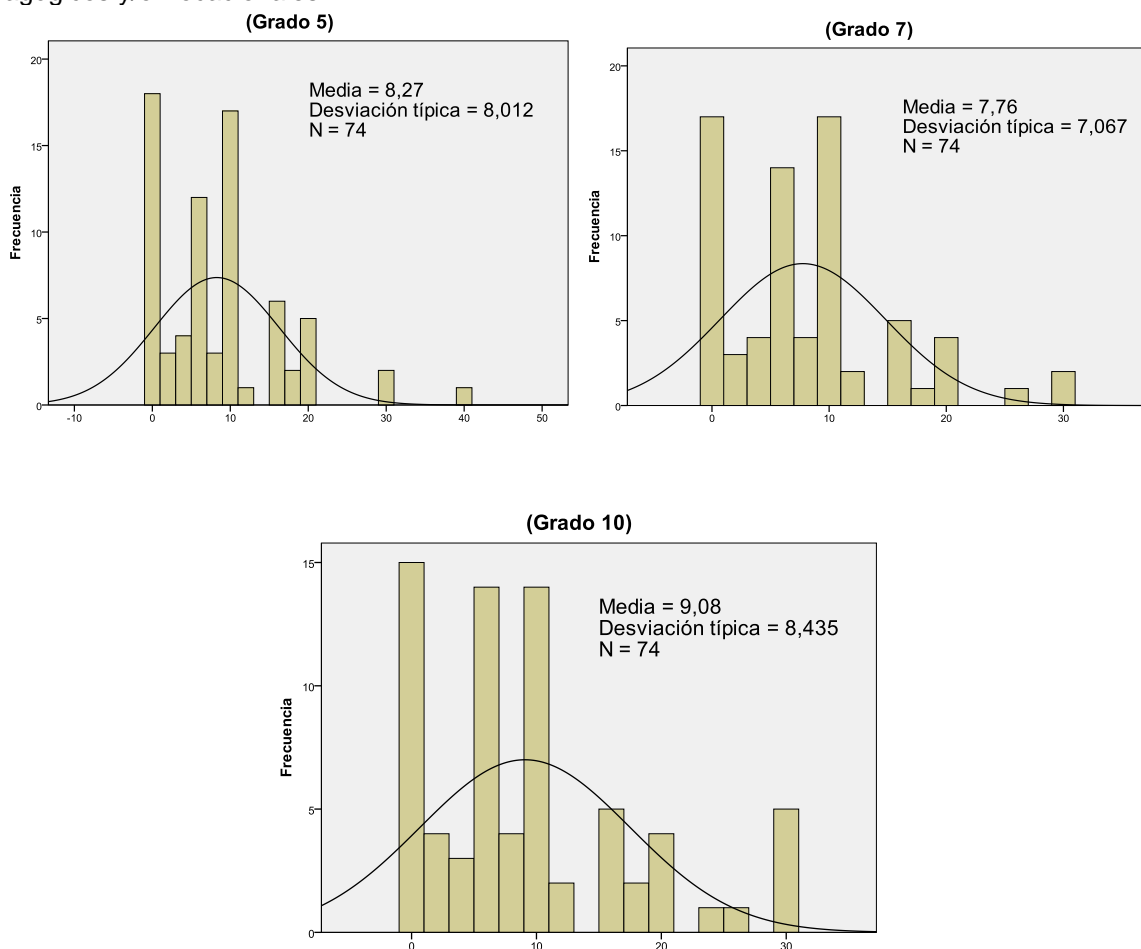 (Grado 5)
20
15
10
5
0
Frecuencia
Media = 8,27
Desviación típica = 8,012
N = 74
-10 0 10 20 30 40 50
(Grado 7)
20
15
10
5
0
Frecuencia
Media = 7,76
Desviación típica = 7,067
N = 74
0 10 20 30
(Grado 10)
15
10
5
0
Frecuencia
Media = 9,08
Desviación típica = 8,435
N = 74
0 10 20 30